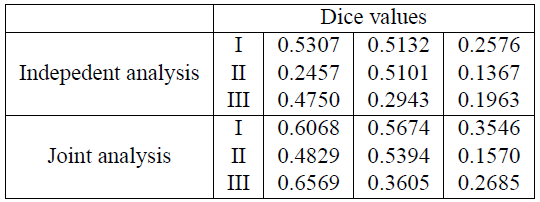 Dice values
I 0.5307 0.5132 0.2576
Indepedent analysis II 0.2457 0.5101 0.1367
III 0.4750 0.2943 0.1963
I 0.6068 0.5674 0.3546
Joint analysis II 0.4829 0.5394 0.1570
III 0.6569 0.3605 0.2685